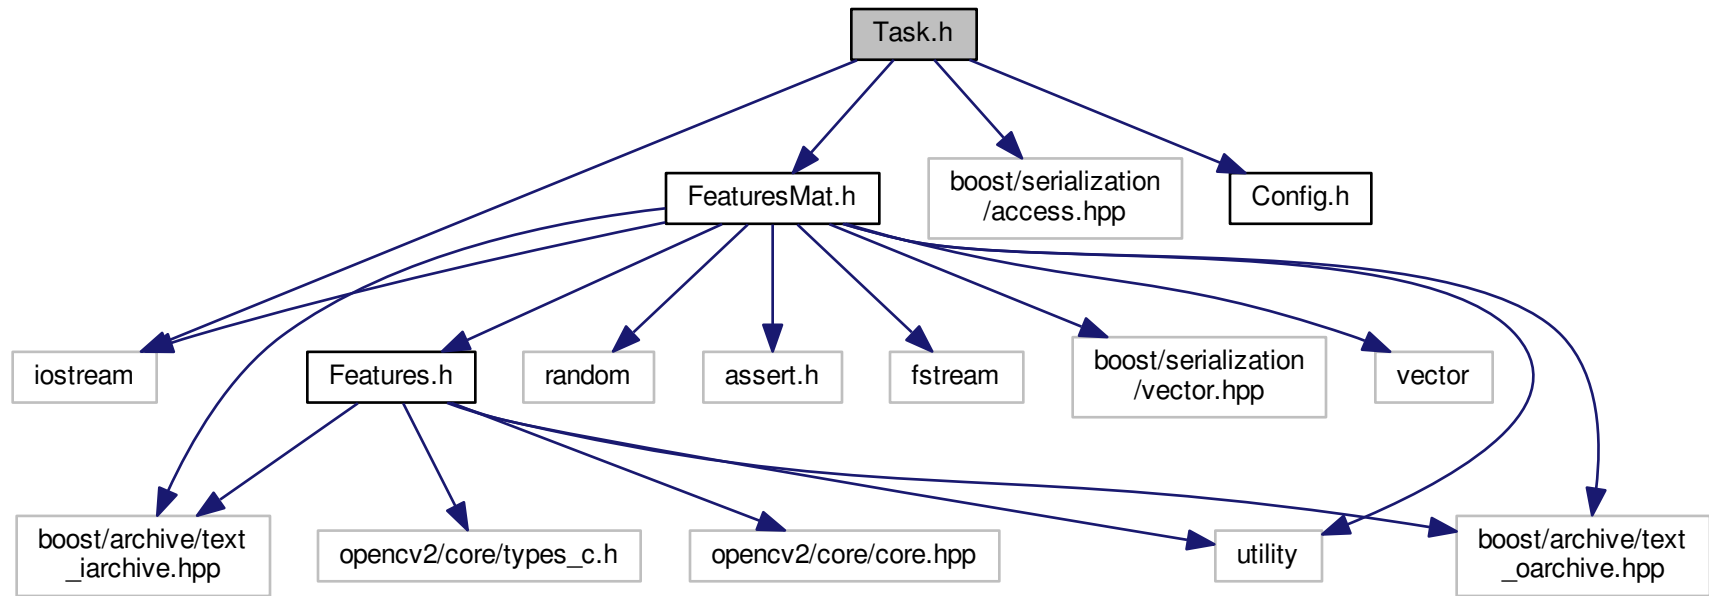 Task.h
FeaturesMat.h
boost/serialization
/access.hpp
Config.h
iostream
Features.h
random
assert.h
fstream
boost/serialization
/vector.hpp
vector
boost/archive/text
_iarchive.hpp
opencv2/core/types_c.h
opencv2/core/core.hpp
utility
boost/archive/text
_oarchive.hpp